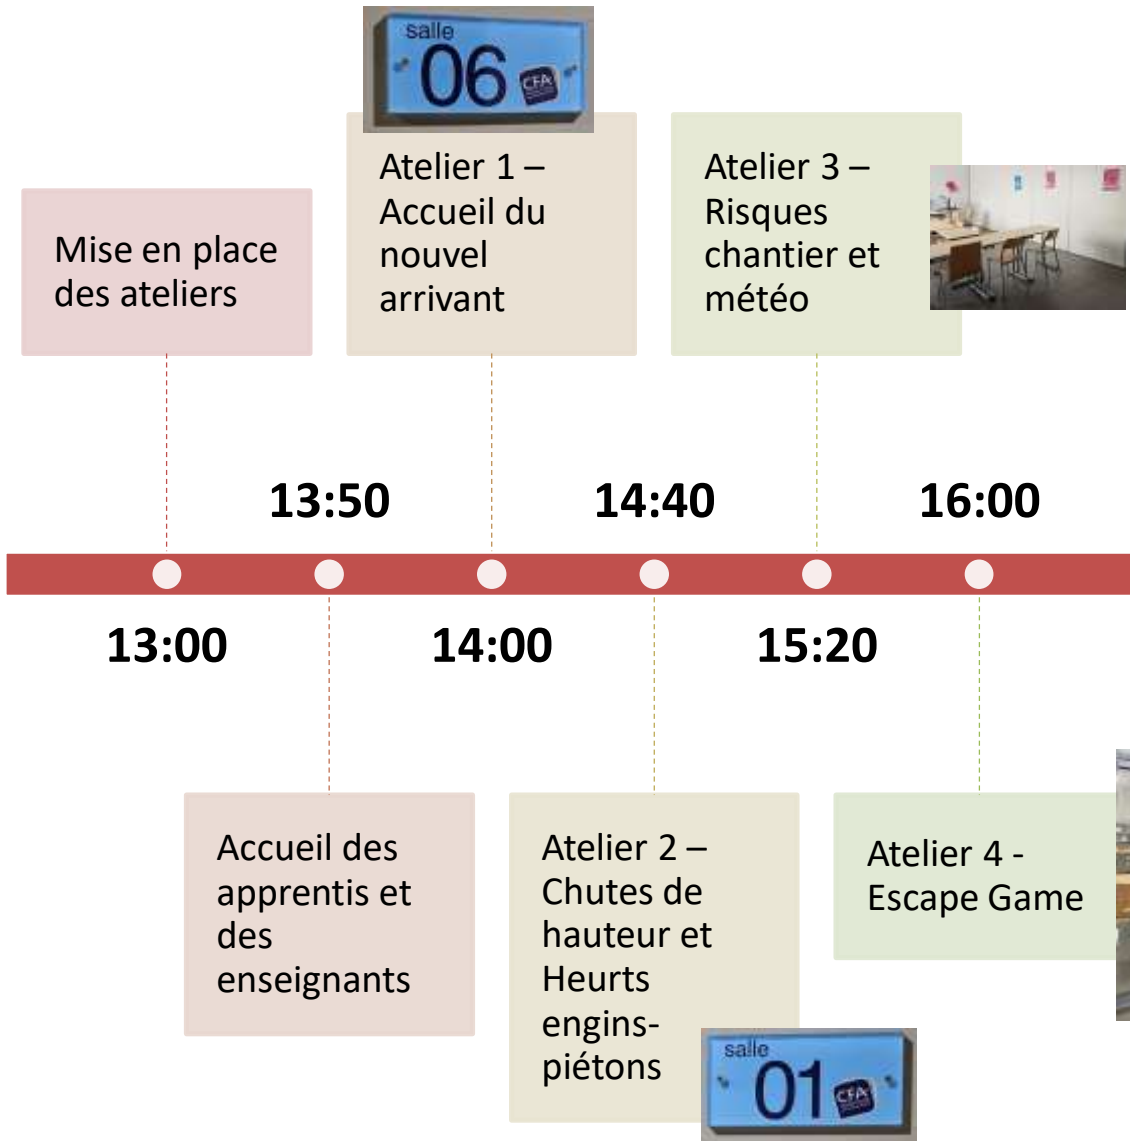 salle
06
CFA
Mise en place
des ateliers
Atelier 1 –
Accueil du
nouvel
arrivant
Atelier 3 –
Risques
chantier et
météo
13:50
14:40
16:00
13:00
14:00
15:20
Accueil des
apprentis et
des
enseignants
Atelier 2 –
Chutes de
hauteur et
Heurts
engins-
piétons
Atelier 4 -
Escape Game
salle
01
CFA